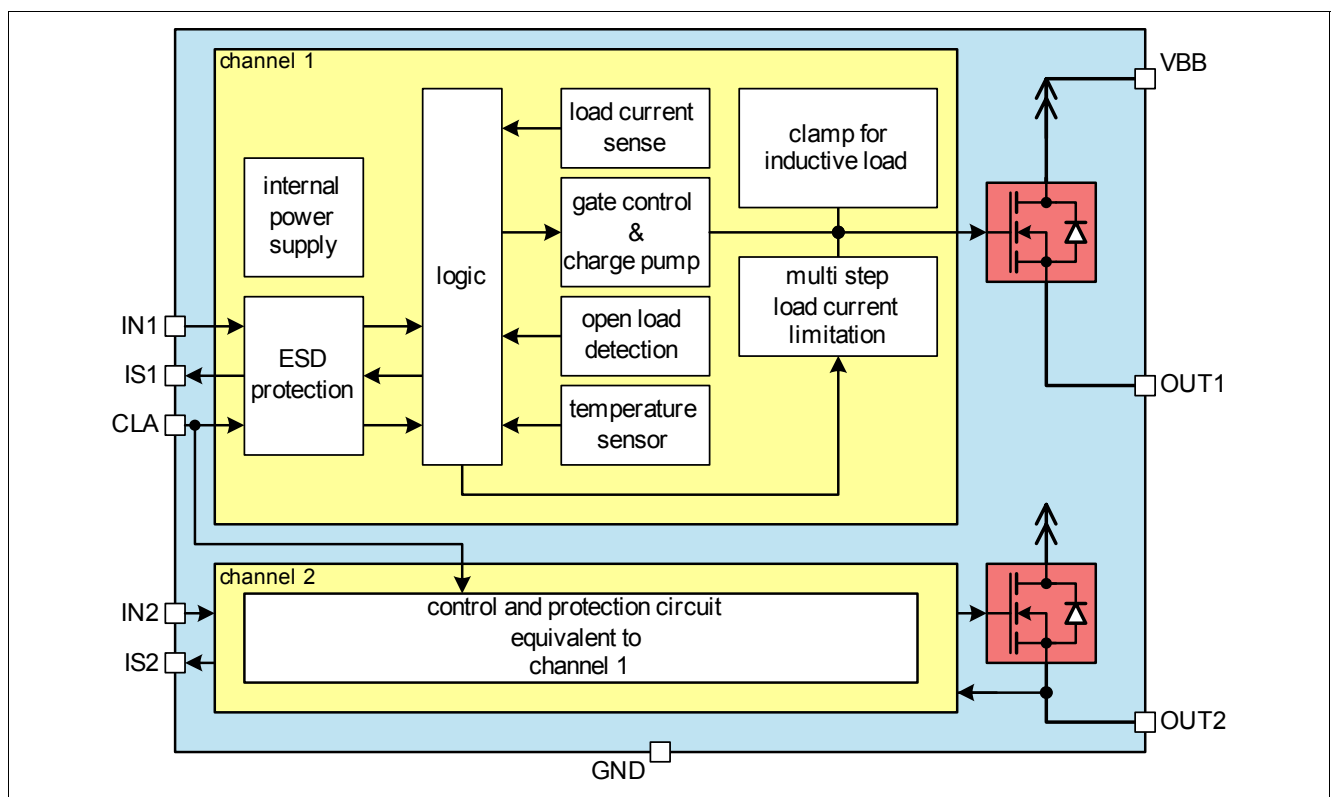 channel 1
VBB
load current
sense
clamp for
inductive load
internal
power
supply
gate control
&
charge pump
logic
multi step
load current
limitation
IN1
ESD
protection
open load
detection
IS1
OUT1
CLA
temperature
sensor
channel 2
IN2
control and protection circuit
equivalent to
channel 1
IS2
OUT2
GND